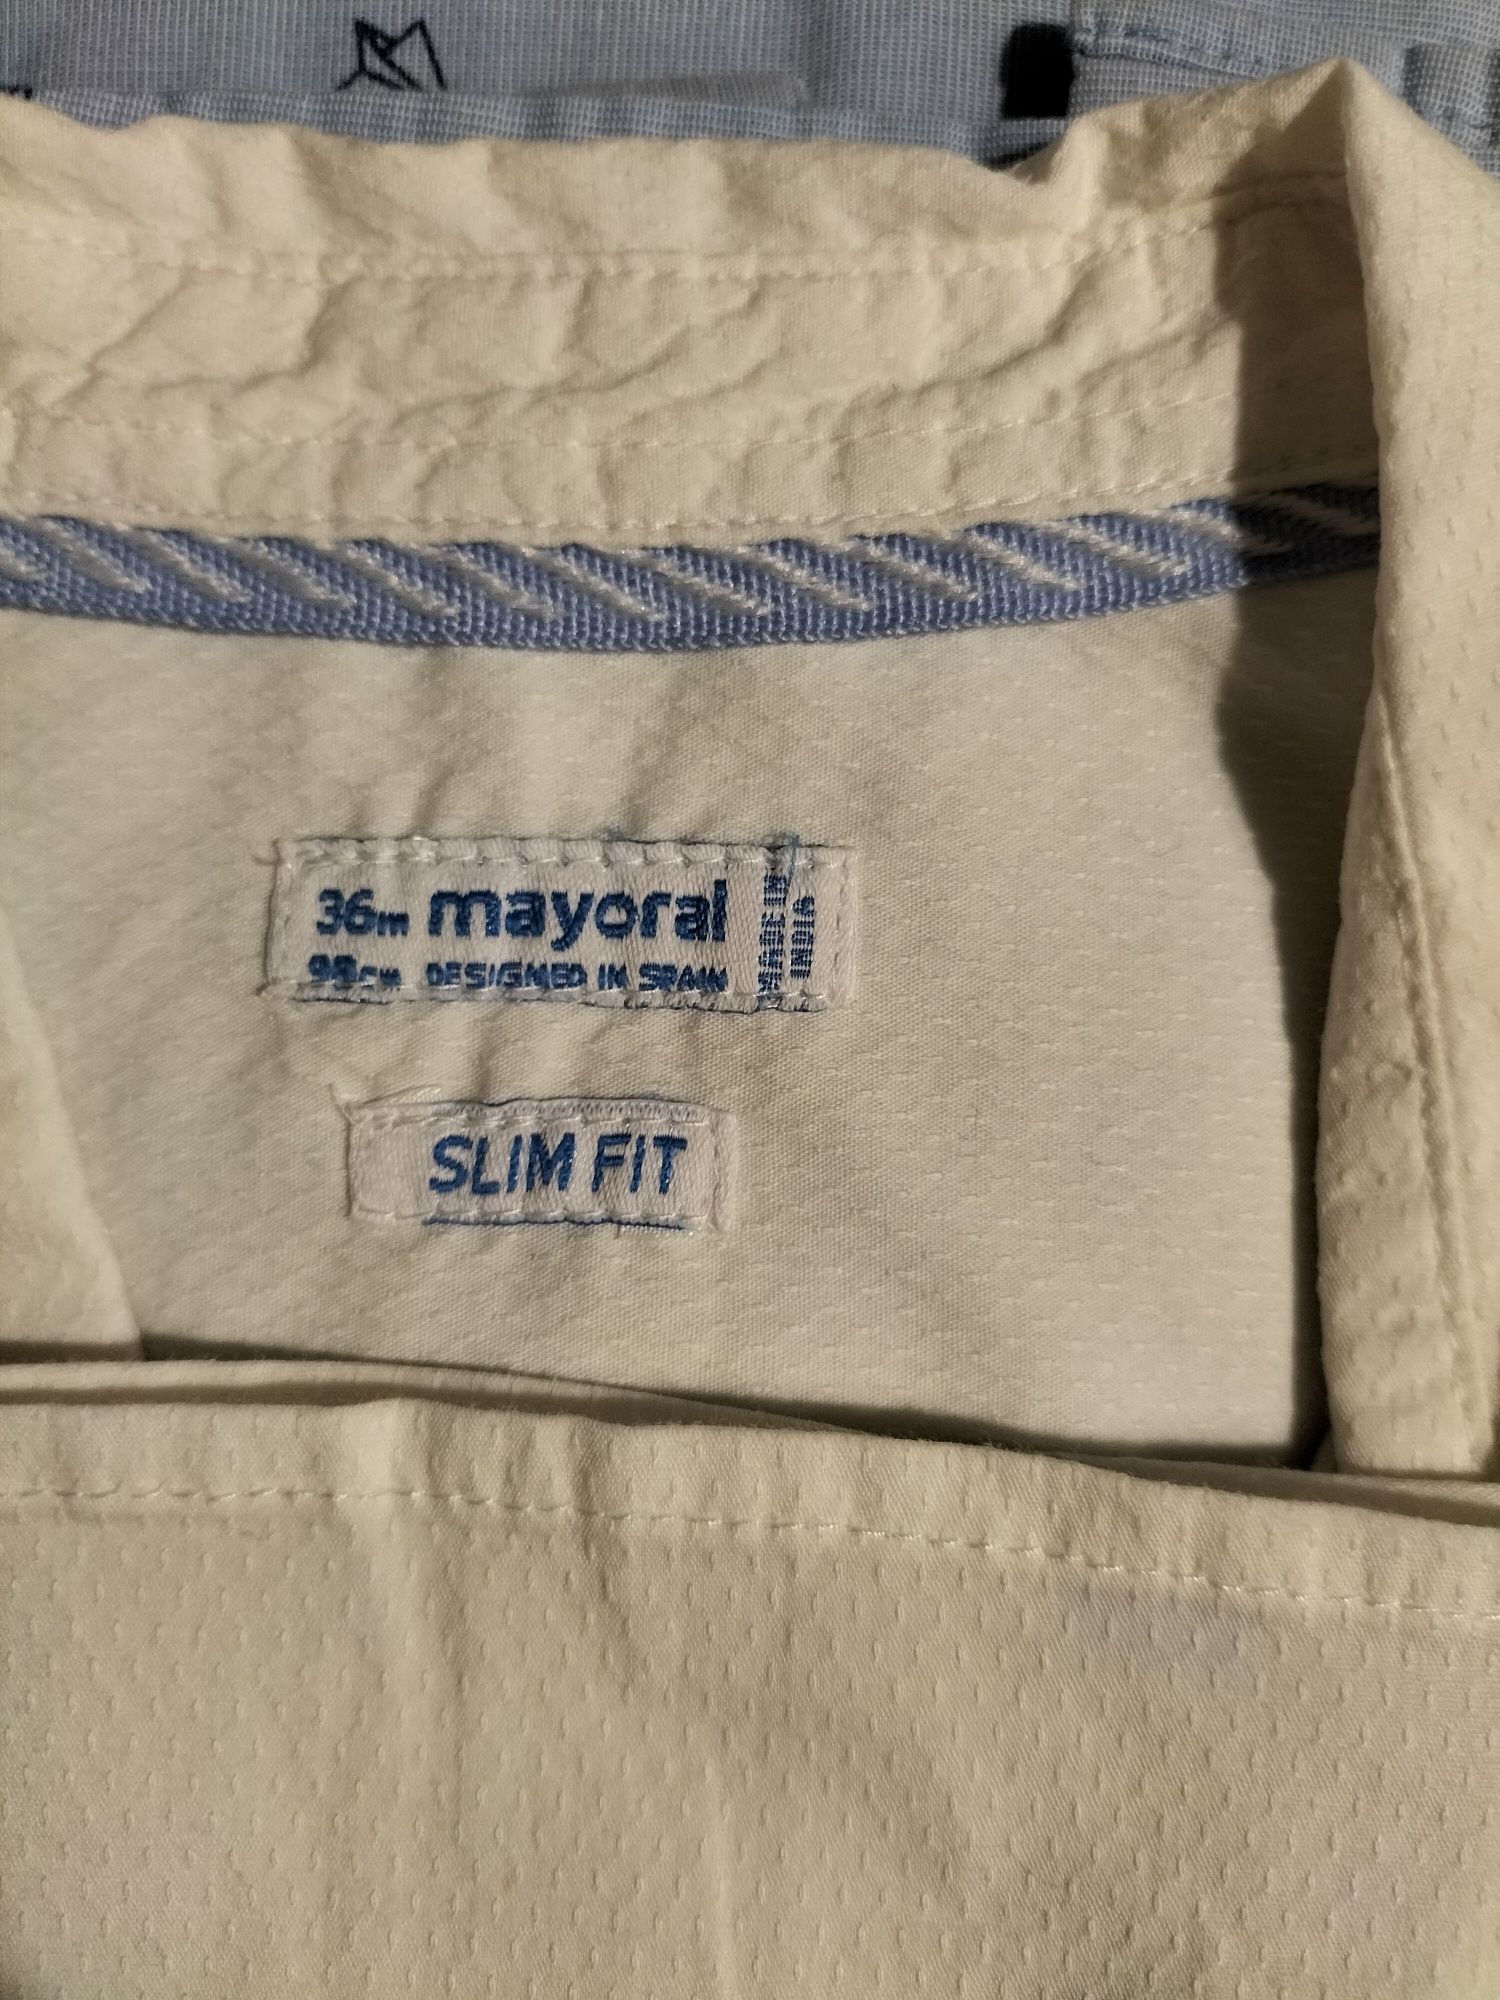 36m mayoral
98cm DESIGNED IN SPAIN
MADE IN
INDIA
SLIM FIT